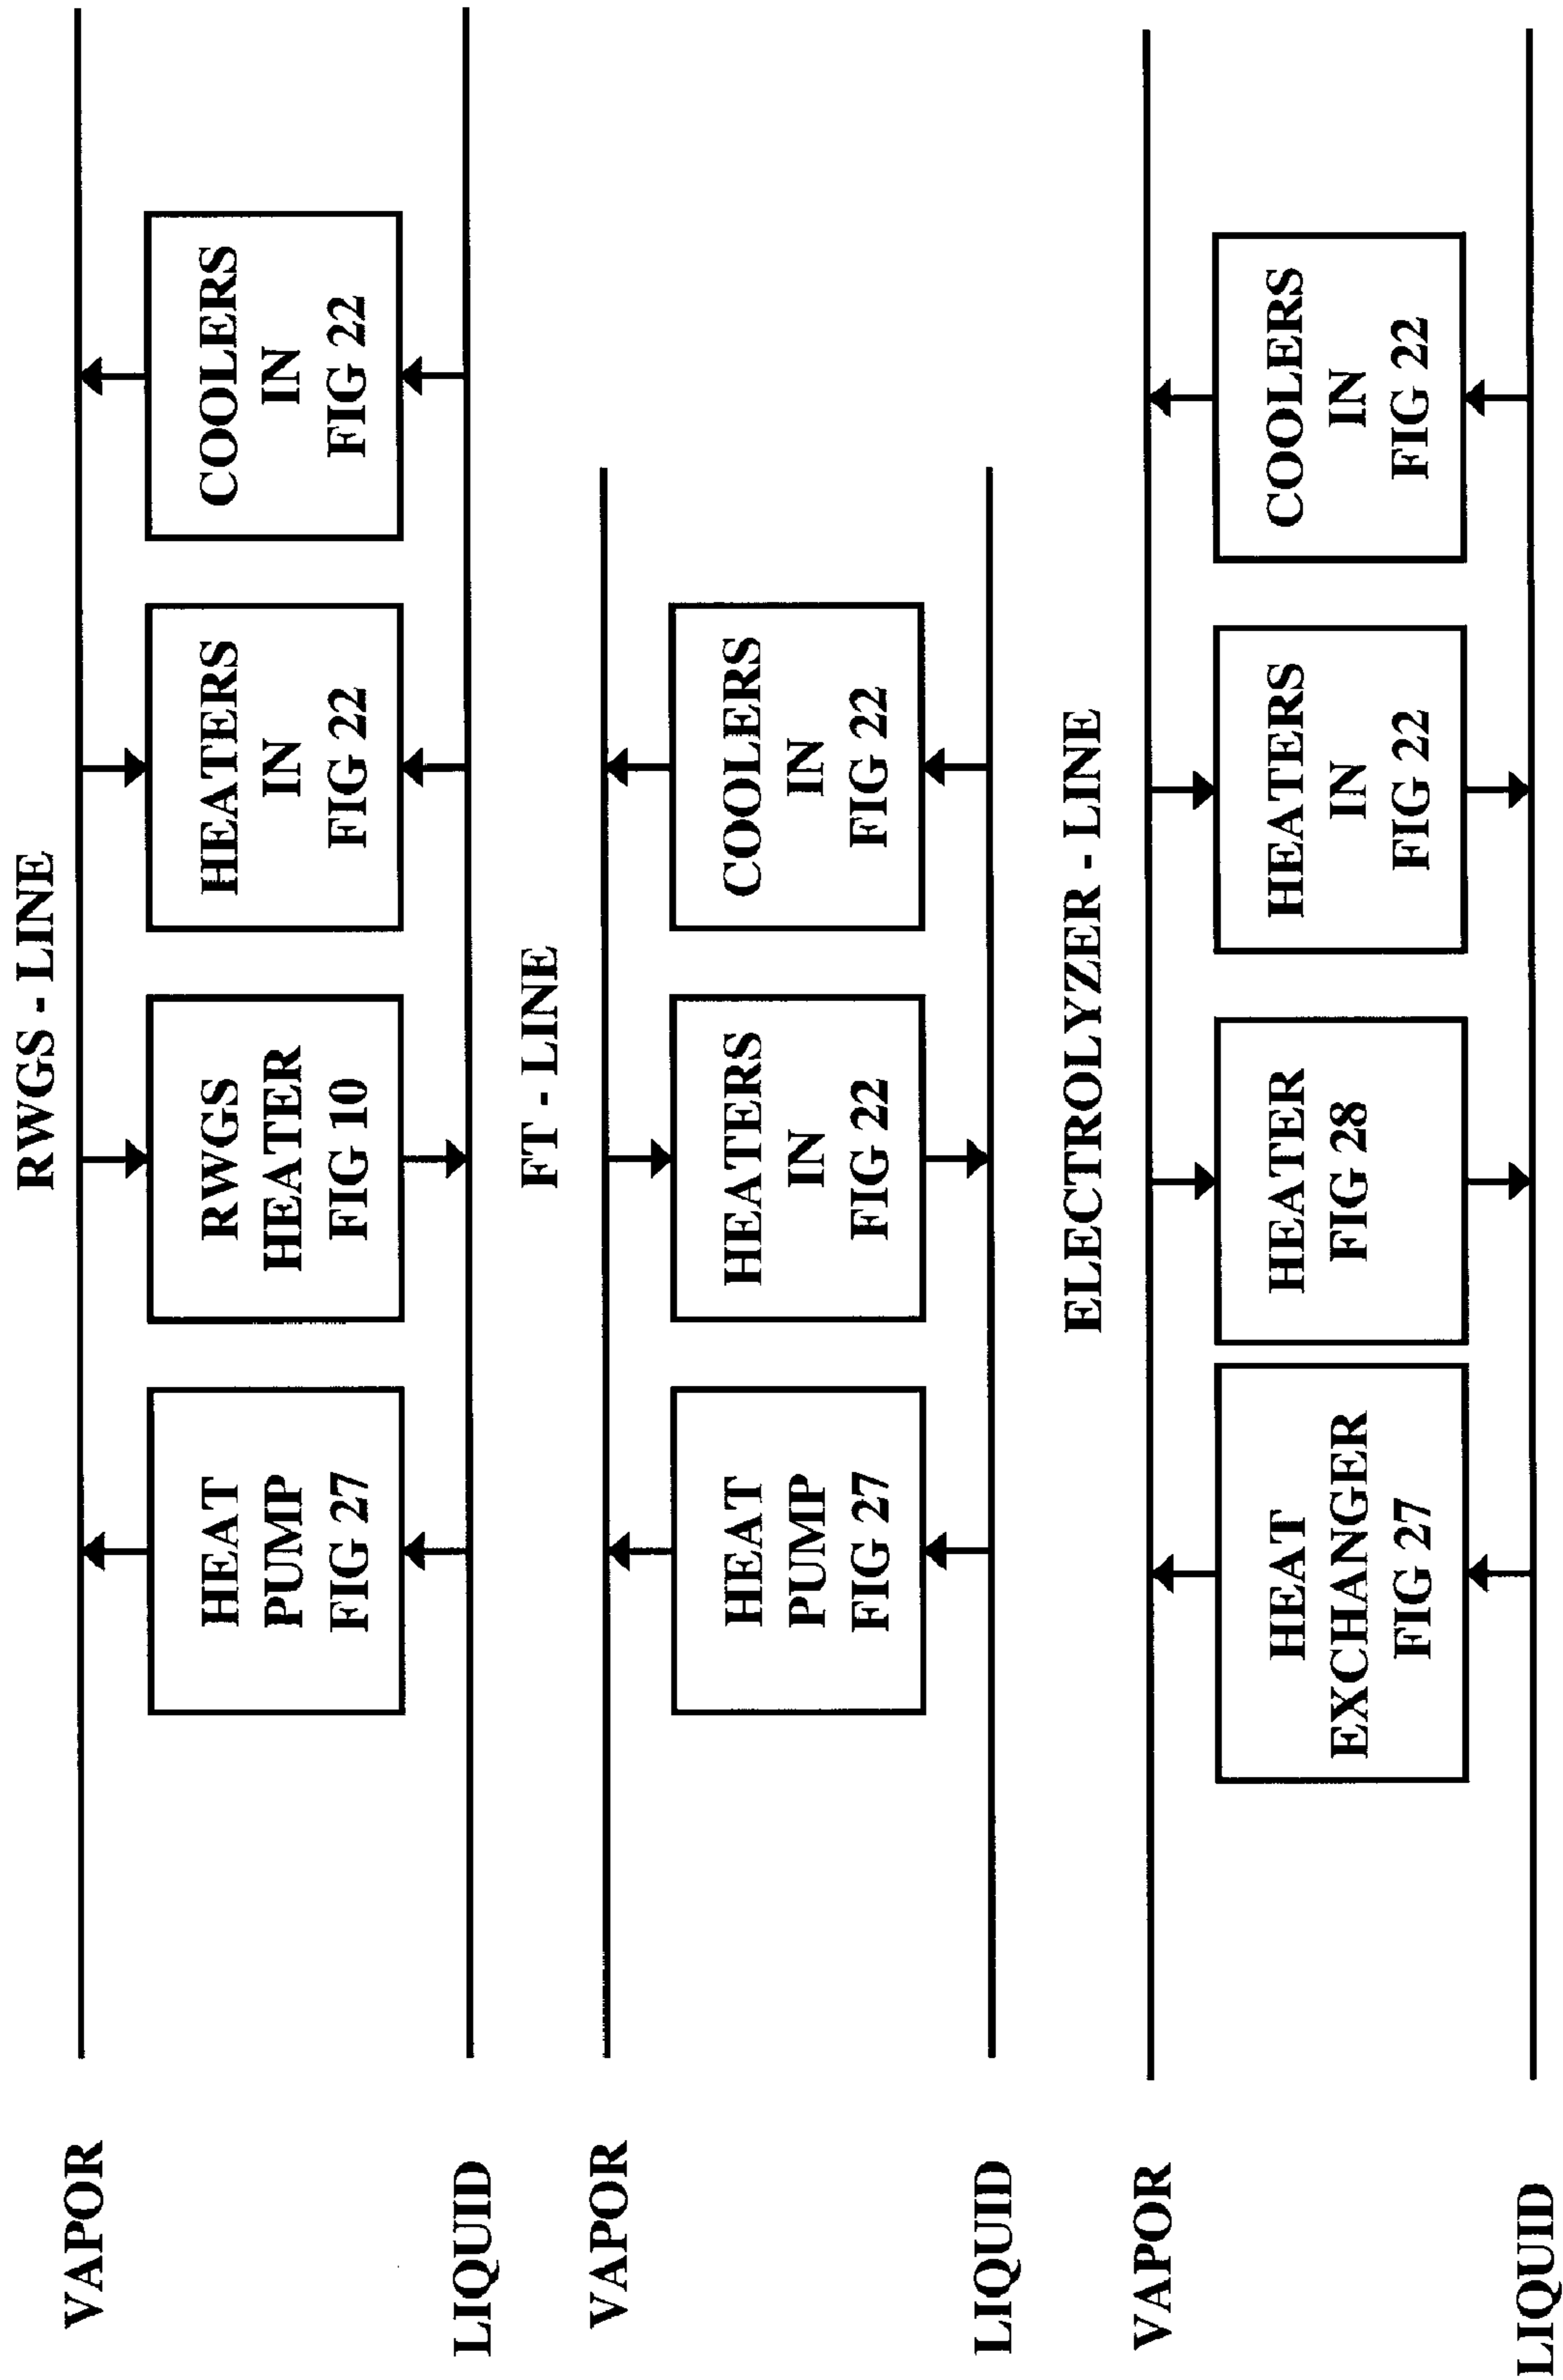 RWGS - LINE
VAPOR
HEAT
PUMP
FIG 27
RWGS
HEATER
FIG 10
HEATERS
IN
FIG 22
COOLERS
IN
FIG 22
LIQUID
FT - LINE
VAPOR
HEAT
PUMP
FIG 27
HEATERS
IN
FIG 22
COOLERS
IN
FIG 22
LIQUID
ELECTROLYZER - LINE
VAPOR
HEAT
EXCHANGER
FIG 27
HEATER
FIG 28
HEATERS
IN
FIG 22
COOLERS
IN
FIG 22
LIQUID